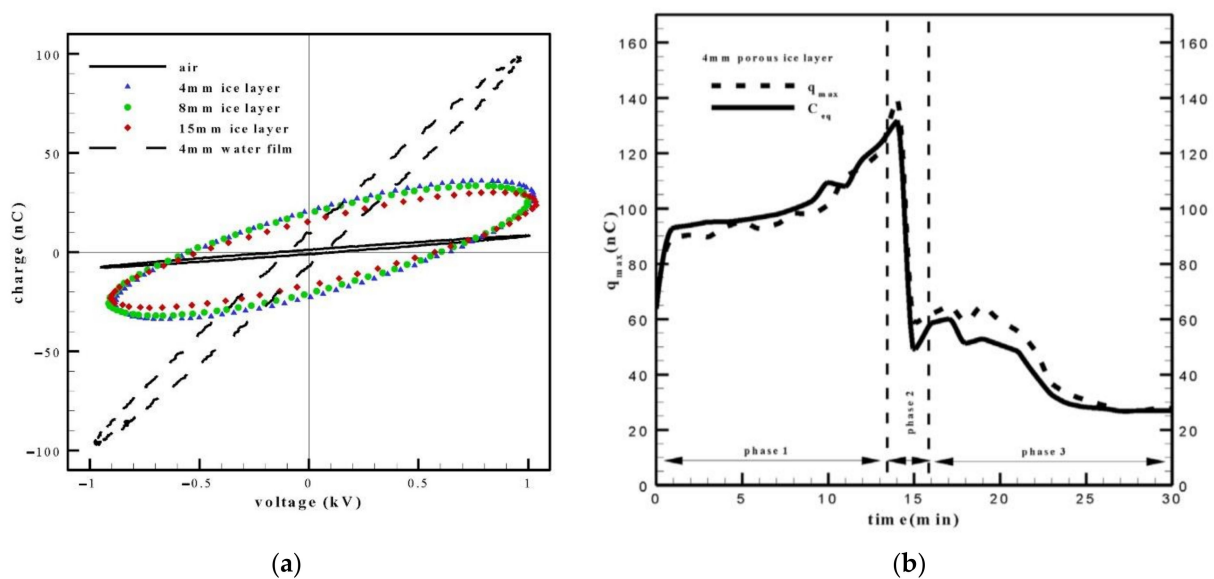 100
50
0
−50
−100
charge (nC)
air
4mm ice layer
8mm ice layer
15mm ice layer
4mm water film
−1
−0.5
0
0.5
1
voltage (kV)
(a)
160
140
120
100
80
60
40
20
0
q_max(nC)
4mm porous ice layer
q_max
C_eq
phase 1
phase 2
phase 3
160
140
120
100
80
60
40
20
0
0
5
10
15
20
25
30
time(min)
(b)